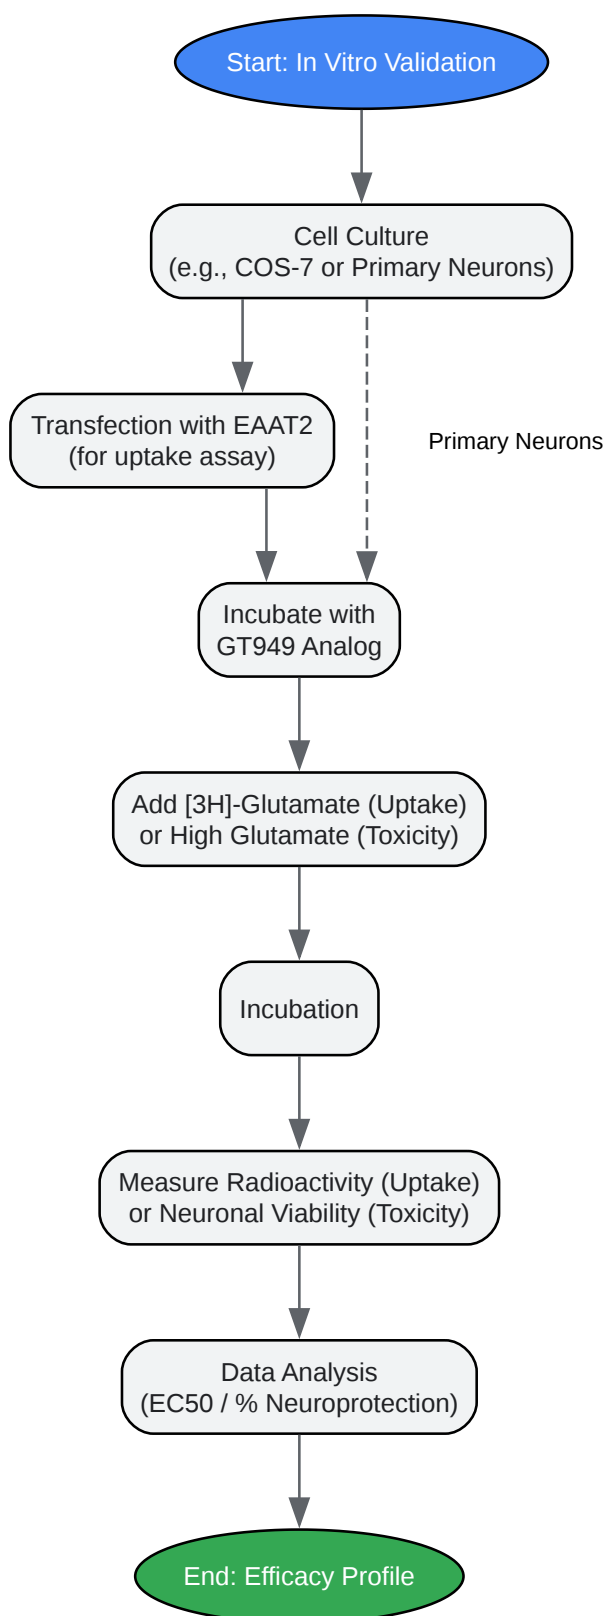 Start: In Vitro Validation
Cell Culture
(e.g., COS-7 or Primary Neurons)
Transfection with EAAT2
(for uptake assay)
Primary Neurons
Incubate with
GT949 Analog
Add [3H]-Glutamate (Uptake)
or High Glutamate (Toxicity)
Incubation
Measure Radioactivity (Uptake)
or Neuronal Viability (Toxicity)
Data Analysis
(EC50 / % Neuroprotection)
End: Efficacy Profile